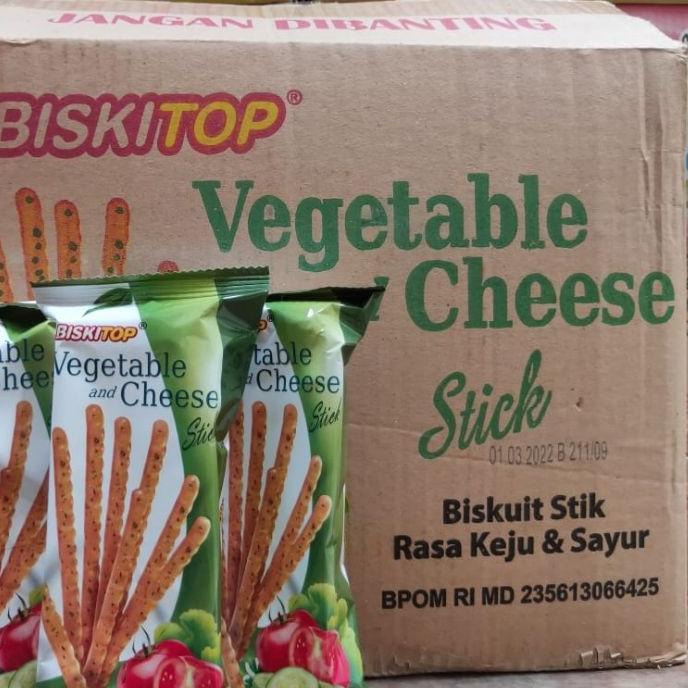 JANGAN DIBANTING
BISKITOP®
Vegetable
Cheese
Stick
01 03 2022 B 211/09
Biskuit Stik
Rasa Keju & Sayur
BPOM RI MD 235613066425
BISKITOP®
Vegetable
and Cheese
Stick
table
Cheese
Stick